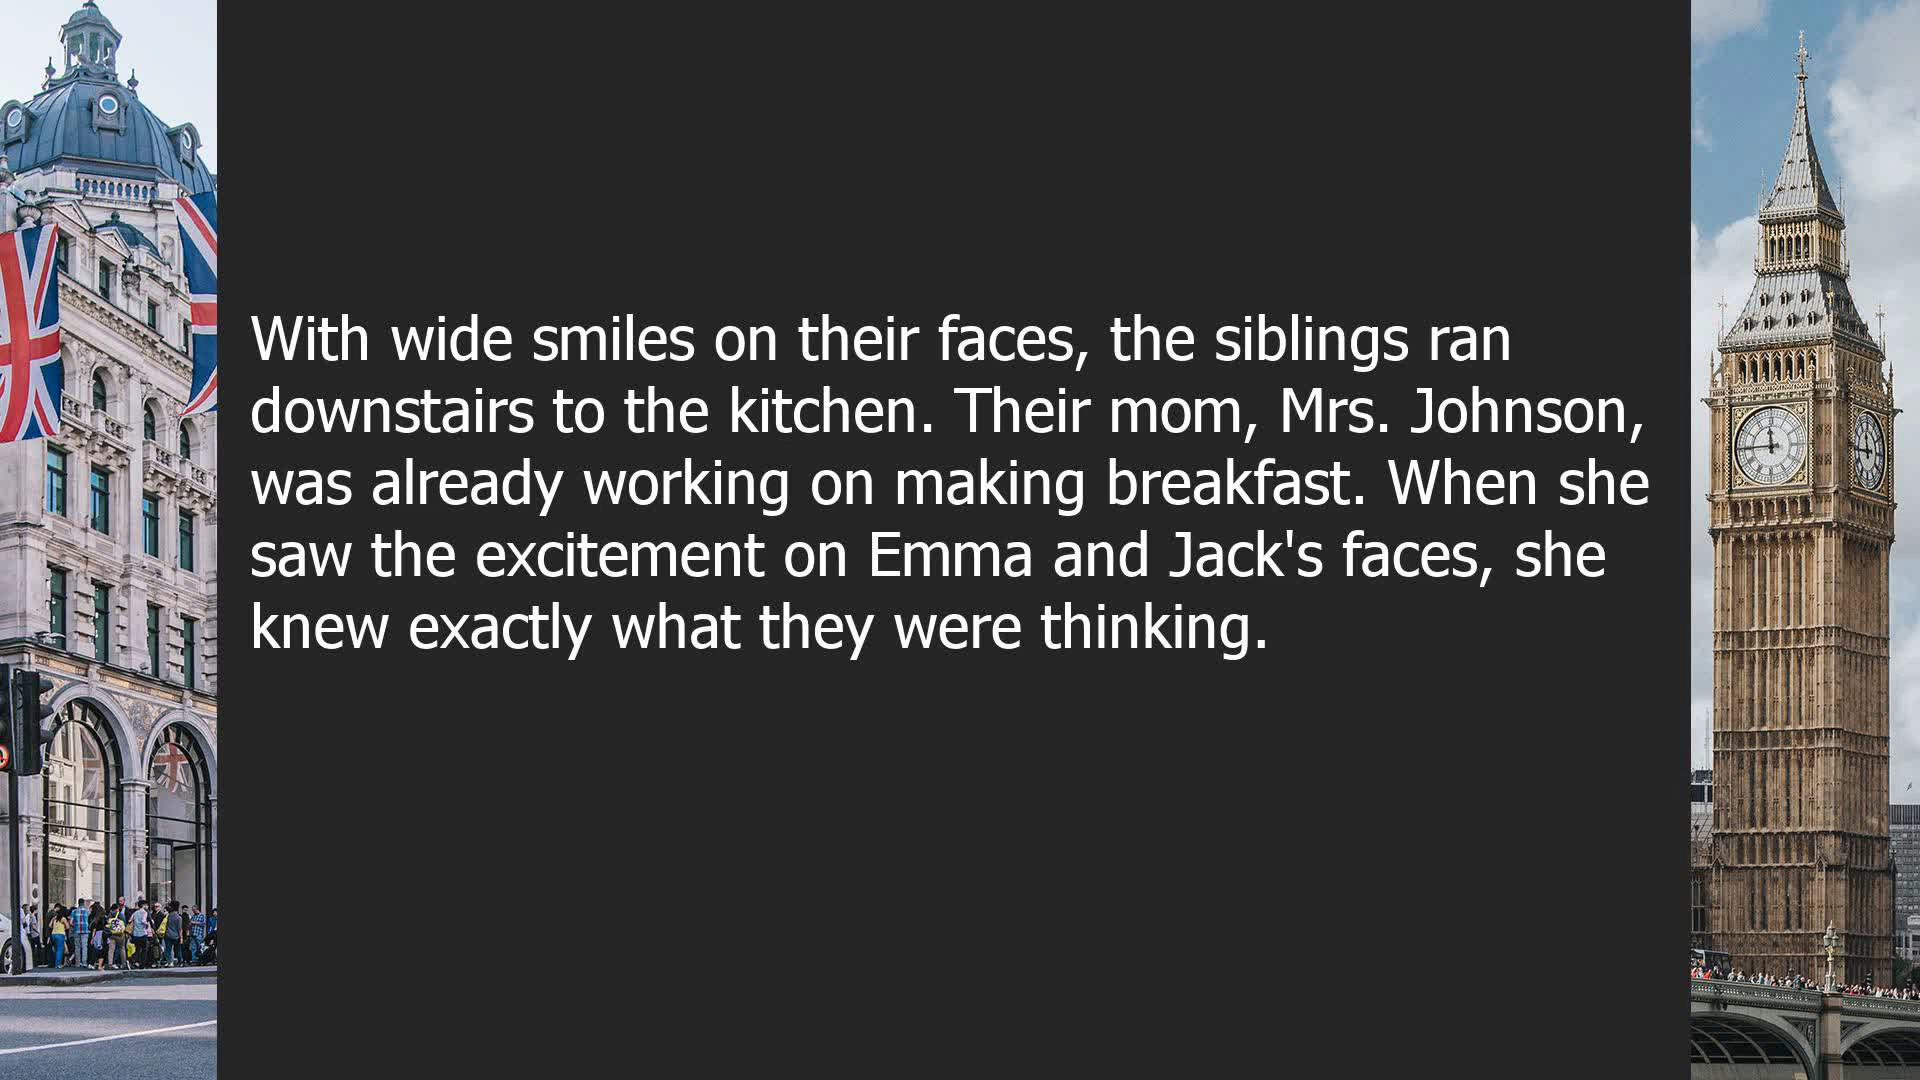 With wide smiles on their faces, the siblings ran
downstairs to the kitchen. Their mom, Mrs. Johnson,
was already working on making breakfast. When she
saw the excitement on Emma and Jack's faces, she
knew exactly what they were thinking.